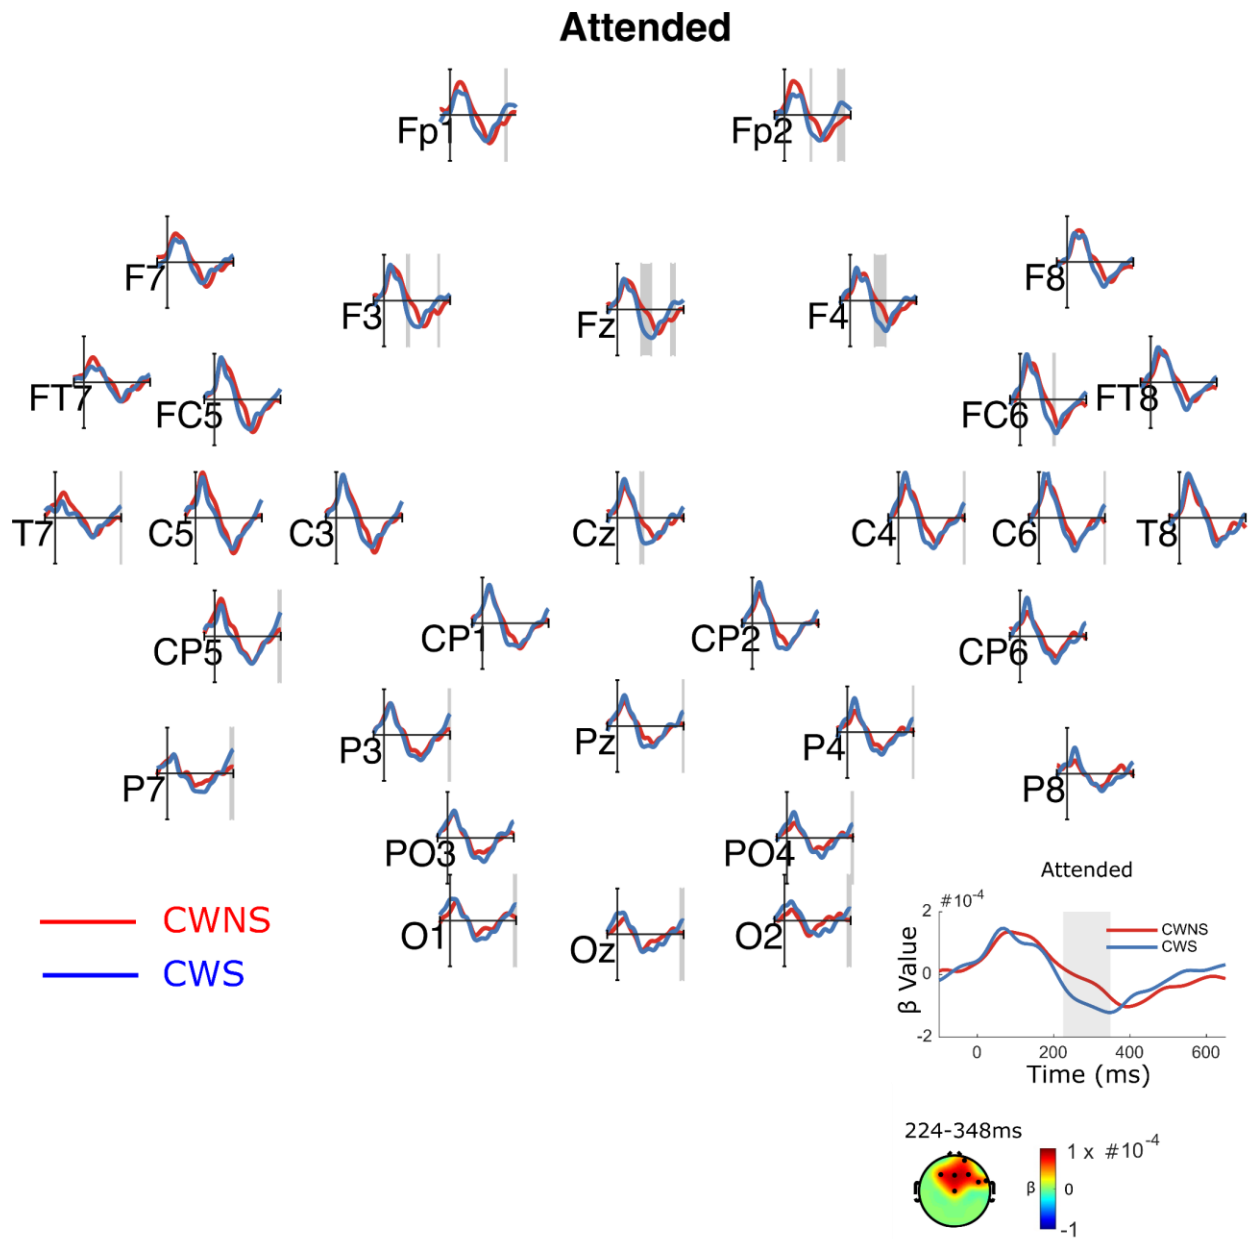 Attended
Fp1
Fp2
F7
F3
Fz
F4
F8
FT7
FC5
FC6
FT8
T7
C5
C3
Cz
C4
C6
T8
CP5
CP1
CP2
CP6
P7
P3
Pz
P4
P8
PO3
PO4
O1
Oz
O2
CWNS
CWS
Attended
#10-4
2
0
-2
β Value
CWNS
CWS
0 200 400 600
Time (ms)
224-348ms
1 x #10-4
β 0
-1